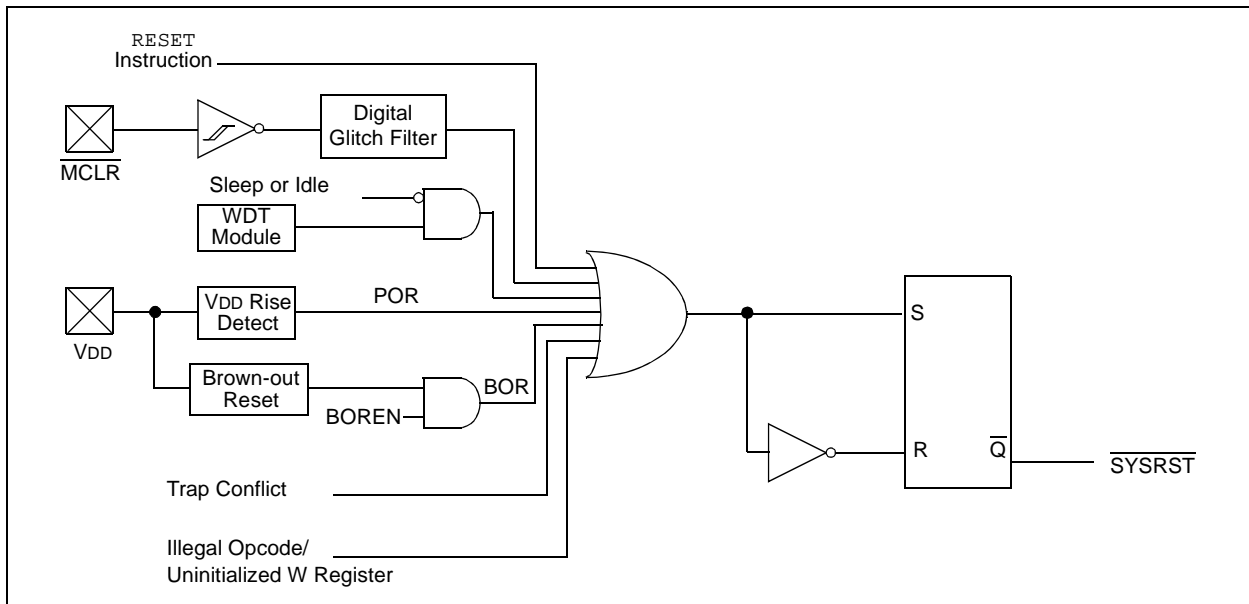 RESET
Instruction
Digital
Glitch Filter
MCLR
Sleep or Idle
WDT
Module
VDD Rise
Detect
POR
VDD
Brown-out
Reset
BOR
BOREN
S
R
Q
SYSRST
Trap Conflict
Illegal Opcode/
Uninitialized W Register